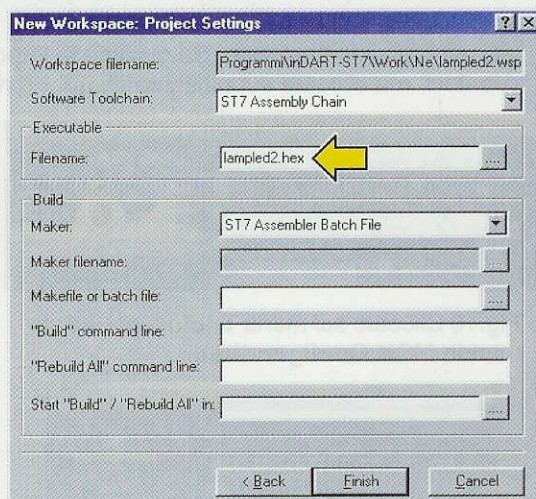 New Workspace: Project Settings
Workspace filename: Programmi\inDART-ST7\Work\Ne\lampled2.wsp
Software Toolchain: ST7 Assembly Chain
Executable
Filename: lampled2.hex ....
Build
Maker: ST7 Assembler Batch File
Maker filename: ....
Makefile or batch file: ....
"Build" command line:
"Rebuild All" command line:
Start "Build" / "Rebuild All" in: ....
< Back Finish Cancel